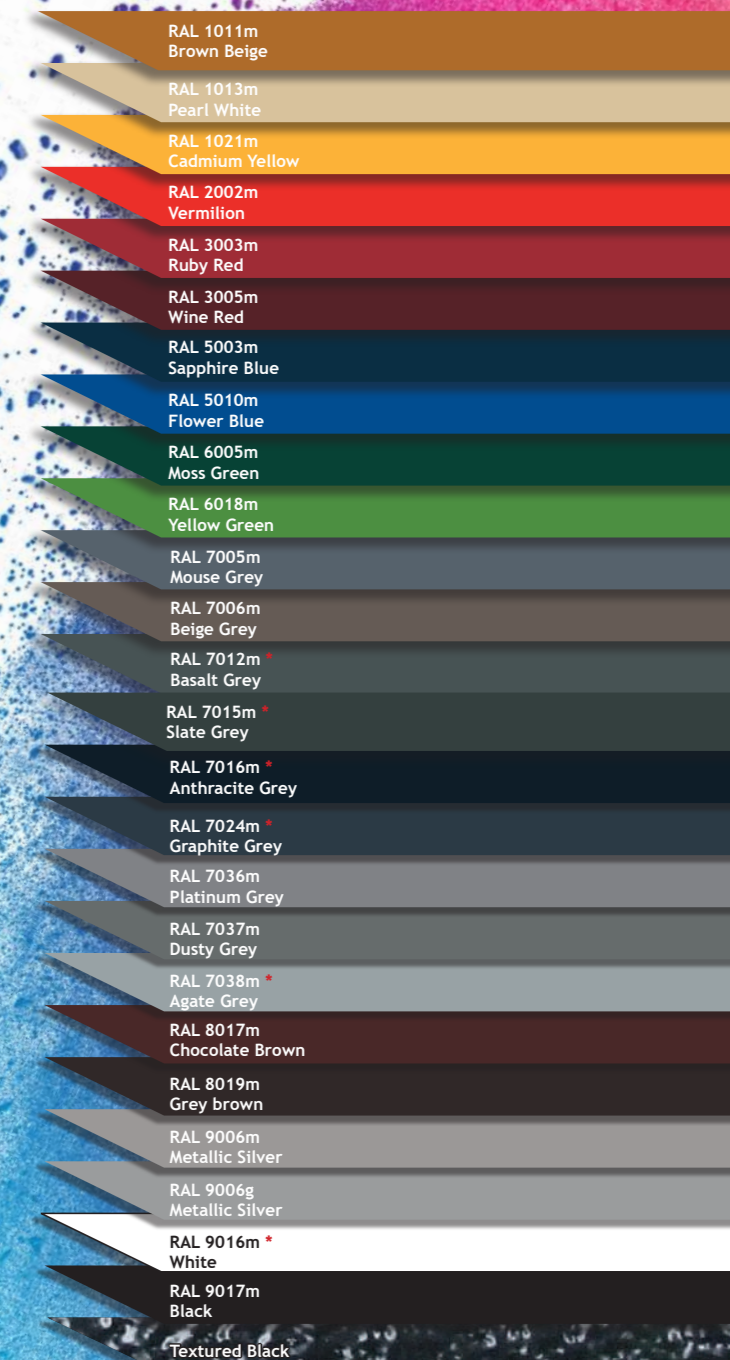 RAL 1011m
Brown Beige
RAL 1013m
Pearl White
RAL 1021m
Cadmium Yellow
RAL 2002m
Vermilion
RAL 3003m
Ruby Red
RAL 3005m
Wine Red
RAL 5003m
Sapphire Blue
RAL 5010m
Flower Blue
RAL 6005m
Moss Green
RAL 6018m
Yellow Green
RAL 7005m
Mouse Grey
RAL 7006m
Beige Grey
RAL 7012m *
Basalt Grey
RAL 7015m *
Slate Grey
RAL 7016m *
Anthracite Grey
RAL 7024m *
Graphite Grey
RAL 7036m
Platinum Grey
RAL 7037m
Dusty Grey
RAL 7038m *
Agate Grey
RAL 8017m
Chocolate Brown
RAL 8019m
Grey brown
RAL 9006m
Metallic Silver
RAL 9006g
Metallic Silver
RAL 9016m *
White
RAL 9017m
Black
Textured Black